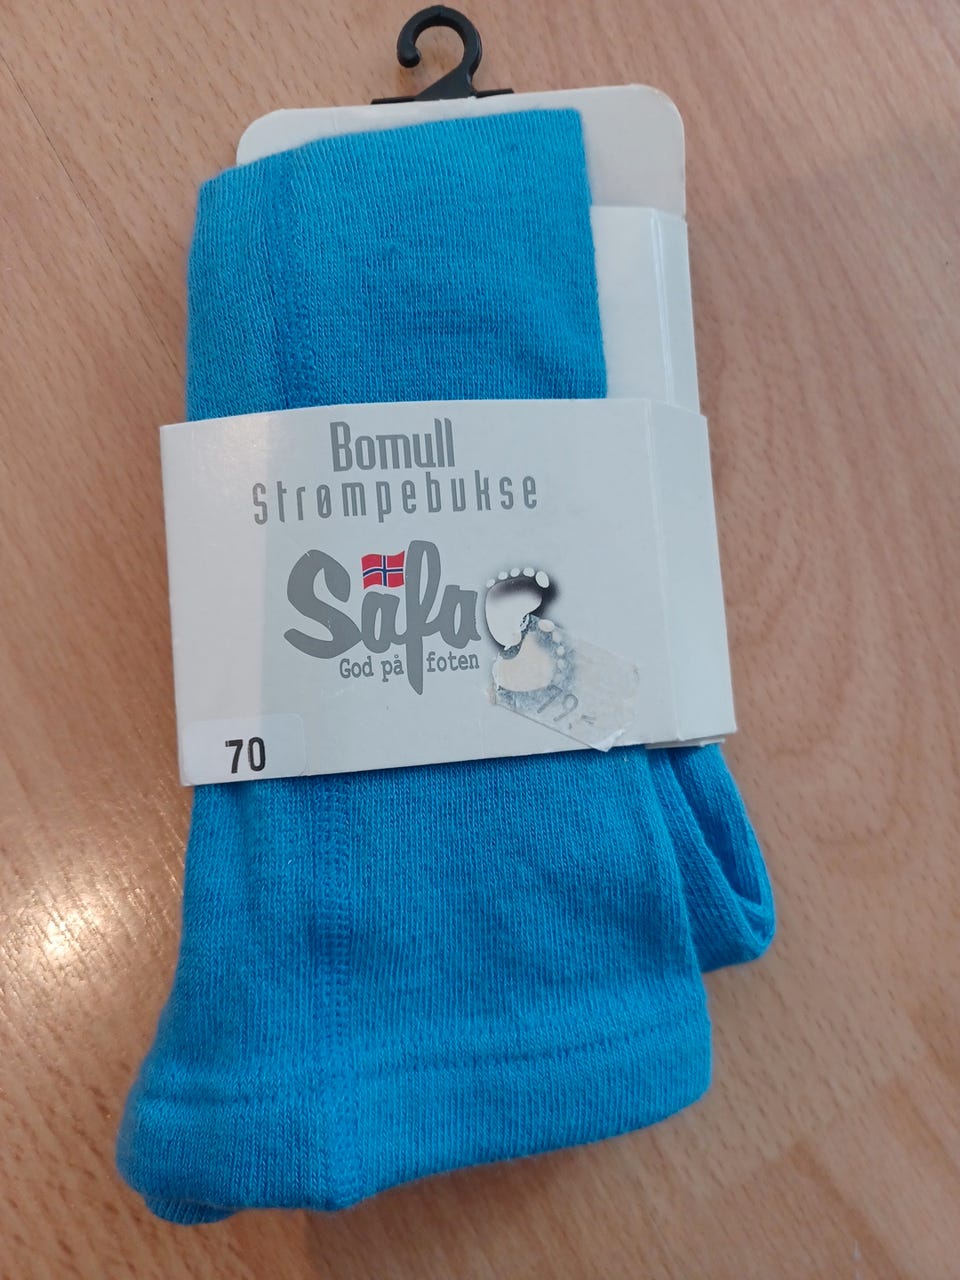 Bomull
Strømpebukse
Safa
God på foten
70